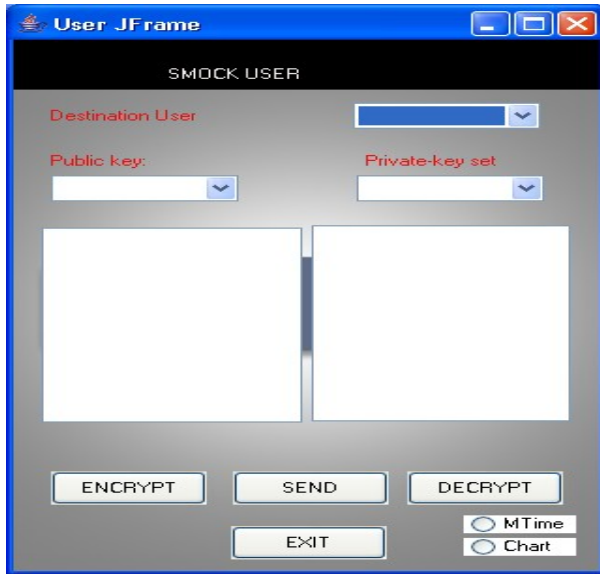 User JFrame
SMOCK USER
Destination User
Public key:
Private-key set
ENCRYPT
SEND
DECRYPT
MTime
EXIT
Chart